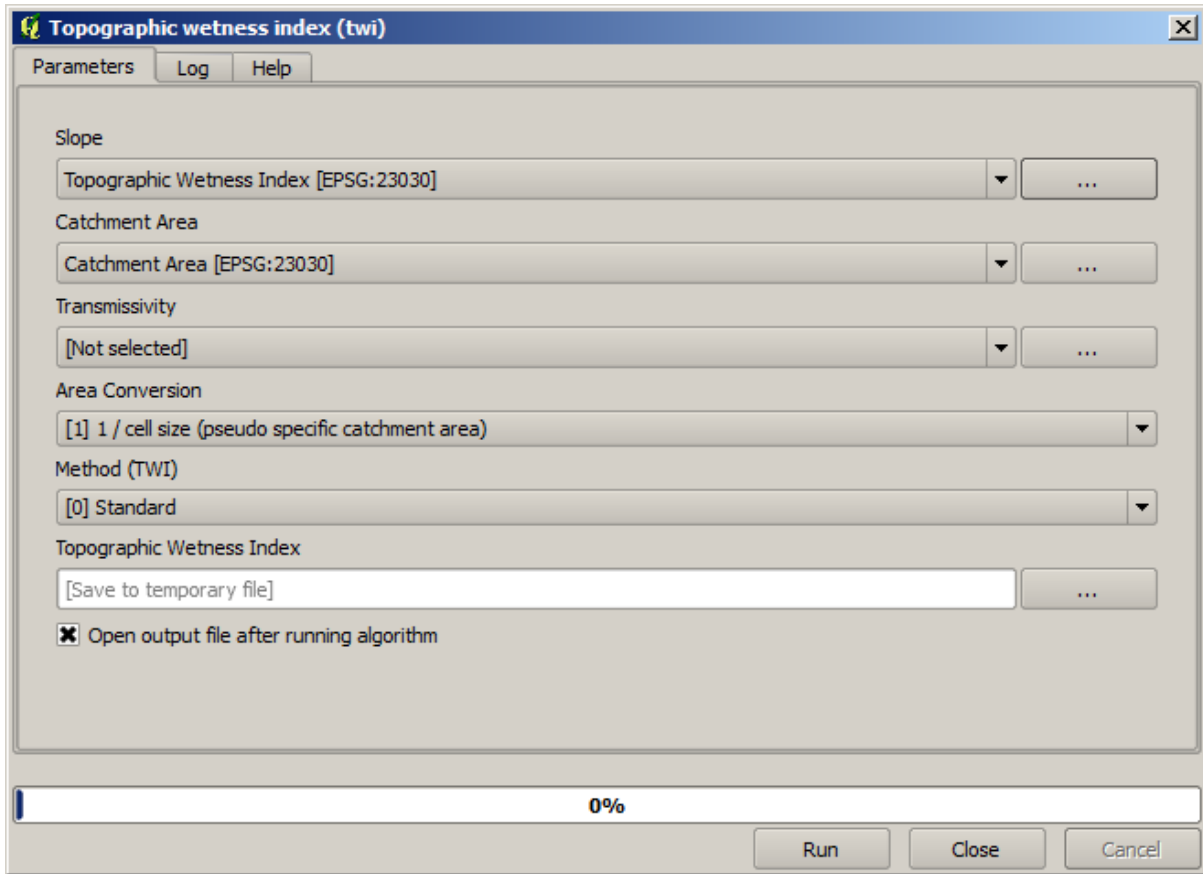 Topographic wetness index (twi)
Parameters Log Help
Slope
Topographic Wetness Index [EPSG:23030] ...
Catchment Area
Catchment Area [EPSG:23030] ...
Transmissivity
[Not selected] ...
Area Conversion
[1] 1 / cell size (pseudo specific catchment area)
Method (TWI)
[0] Standard
Topographic Wetness Index
[Save to temporary file] ...
Open output file after running algorithm
0%
Run Close Cancel